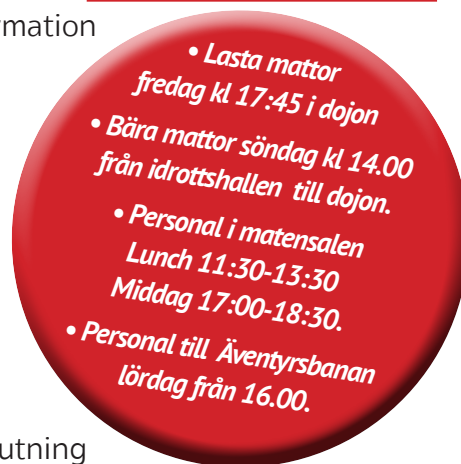 rmation
• Lasta mattor
fredag kl 17:45 i dojon
• Bära mattor söndag kl 14.00
från idrottshallen till dojon.
• Personal i matensalen
Lunch 11:30-13:30
Middag 17:00-18:30.
• Personal till Äventyrsbanan
lördag från 16.00.
utning